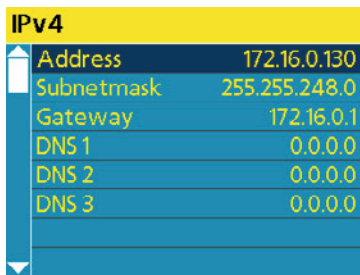 IPv4
Address 172.16.0.130
Subnetmask 255.255.248.0
Gateway 172.16.0.1
DNS 1 0.0.0.0
DNS 2 0.0.0.0
DNS 3 0.0.0.0